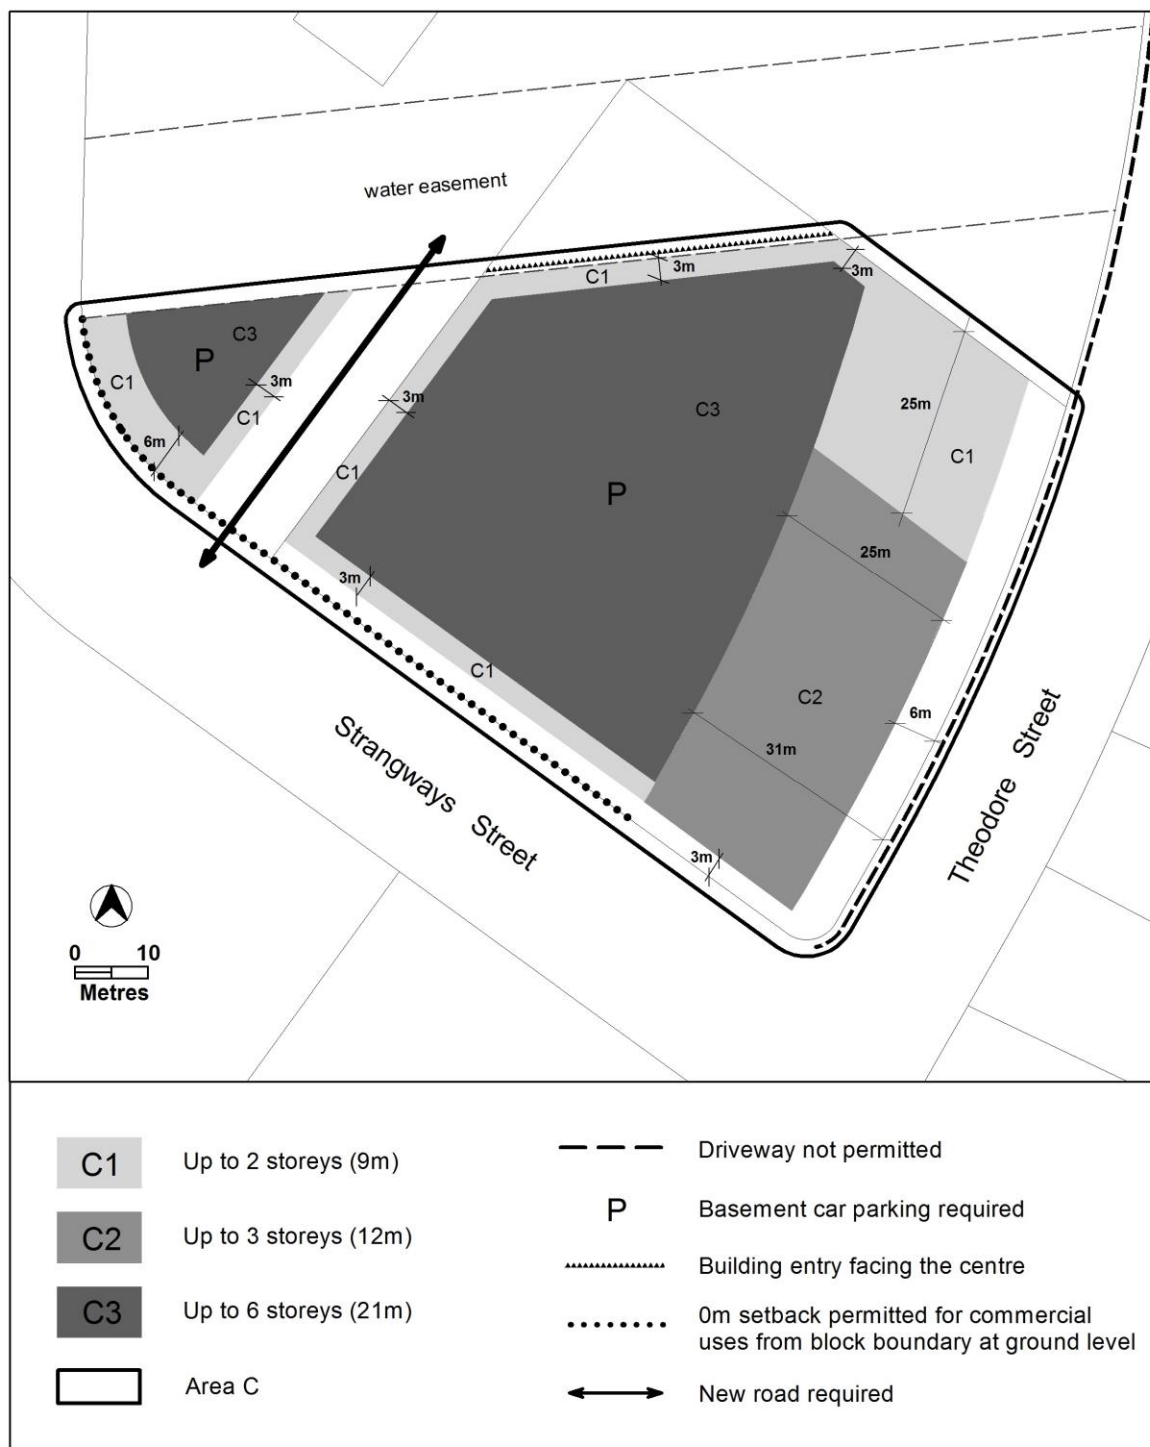 water easement
C1
3m
3m
C3
P
C1
3m
C1
6m
3m
C1
C3
P
25m
C1
25m
3m
C1
C2
6m
31m
3m
Strangways Street
Theodore Street
0 10
Metres
C1 Up to 2 storeys (9m)
C2 Up to 3 storeys (12m)
C3 Up to 6 storeys (21m)
Area C
Driveway not permitted
P Basement car parking required
Building entry facing the centre
0m setback permitted for commercial
uses from block boundary at ground level
New road required